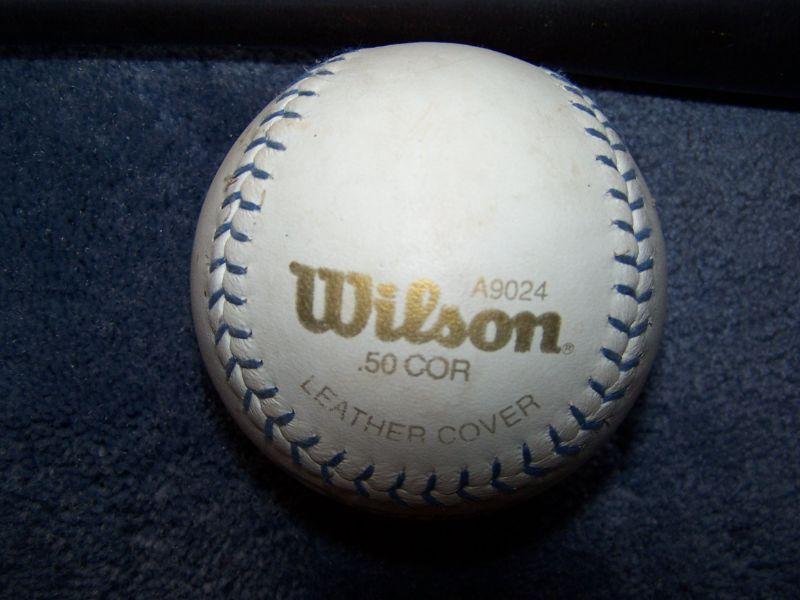 A9024
Wilson®
.50 COR
LEATHER COVER